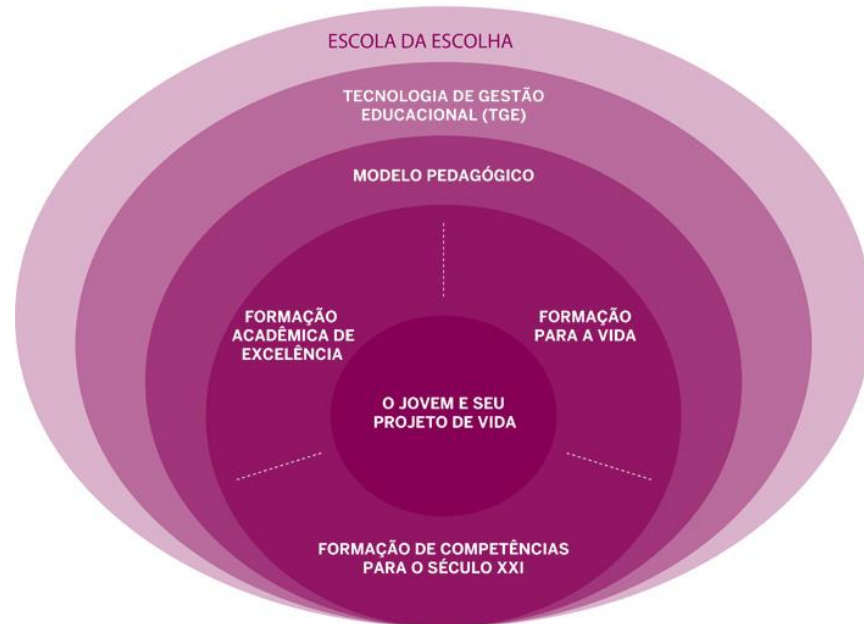 ESCOLA DA ESCOLHA
TECNOLOGIA DE GESTÃO
EDUCACIONAL (TGE)
MODELO PEDAGÓGICO
FORMAÇÃO
ACADÊMICA DE
EXCELÊNCIA
FORMAÇÃO
PARA A VIDA
O JOVEM E SEU
PROJETO DE VIDA
FORMAÇÃO DE COMPETÊNCIAS
PARA O SÉCULO XXI